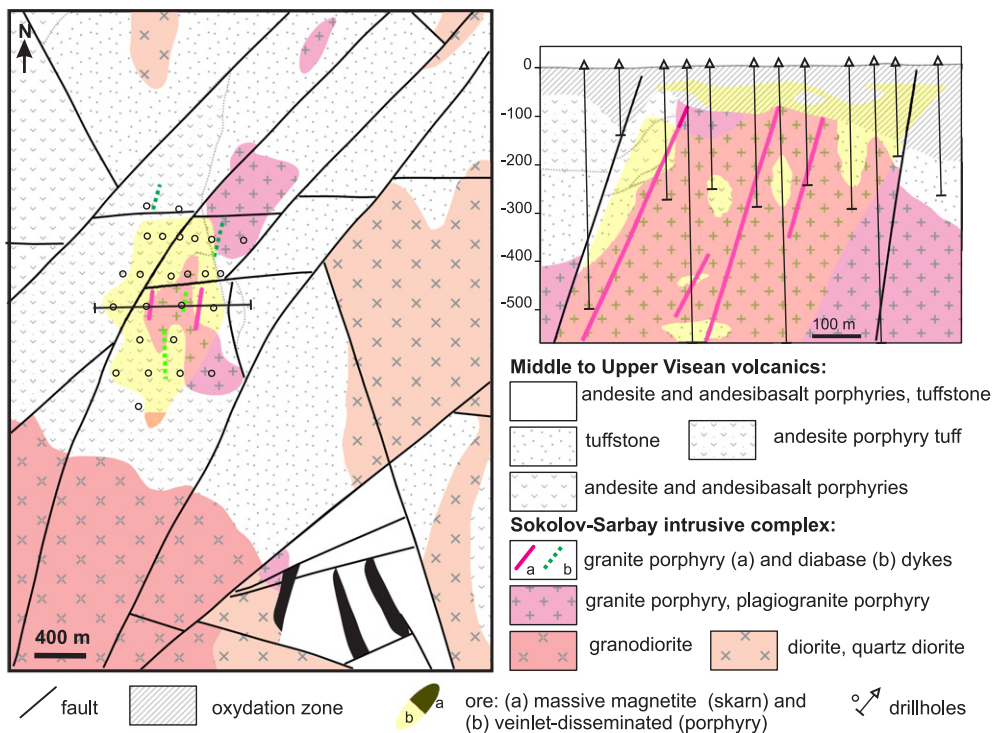 N
400 m
0
-100
-200
-300
-400
-500
100 m
Middle to Upper Visean volcanics:
andesite and andesibasalt porphyries, tuffstone
tuffstone
andesite porphyry tuff
andesite and andesibasalt porphyries
Sokolov-Sarbay intrusive complex:
a b
granite porphyry (a) and diabase (b) dykes
granite porphyry, plagiogranite porphyry
granodiorite
diorite, quartz diorite
fault
oxydation zone
b a
ore: (a) massive magnetite (skarn) and
(b) veinlet-disseminated (porphyry)
drillholes